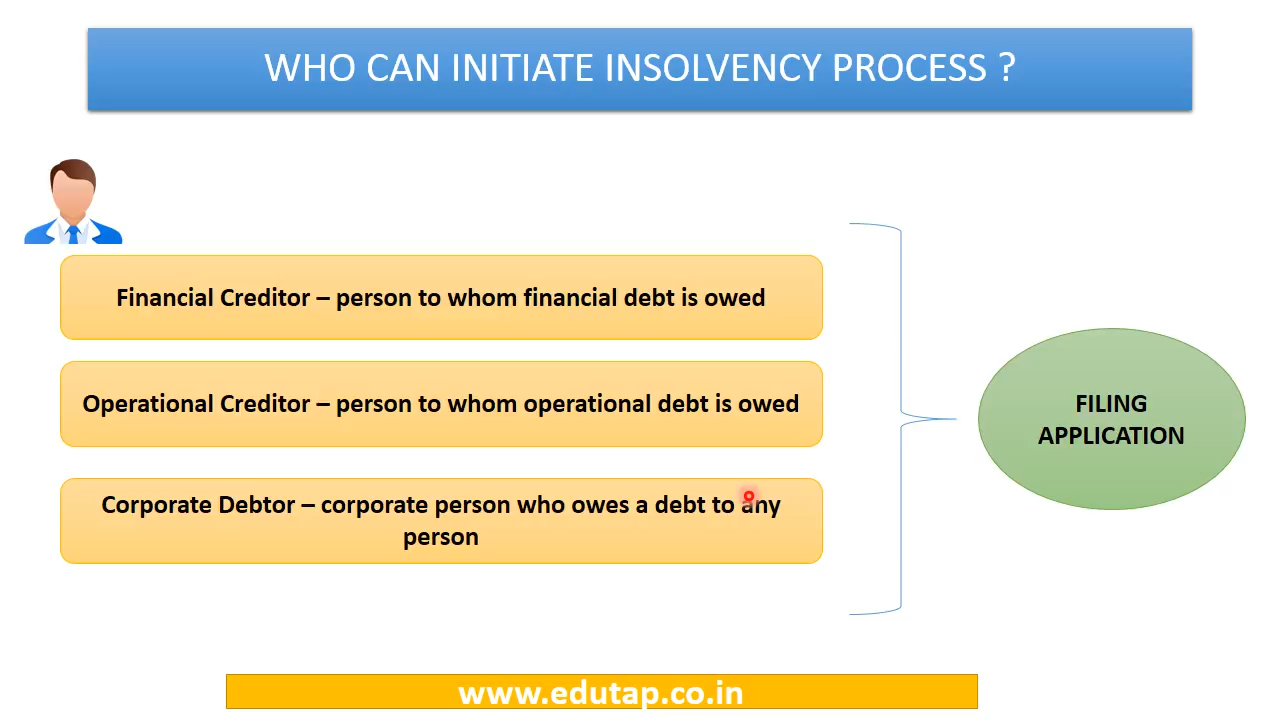 WHO CAN INITIATE INSOLVENCY PROCESS ?
Financial Creditor – person to whom financial debt is owed
Operational Creditor – person to whom operational debt is owed
Corporate Debtor – corporate person who owes a debt to any
person
FILING
APPLICATION
www.edutap.co.in